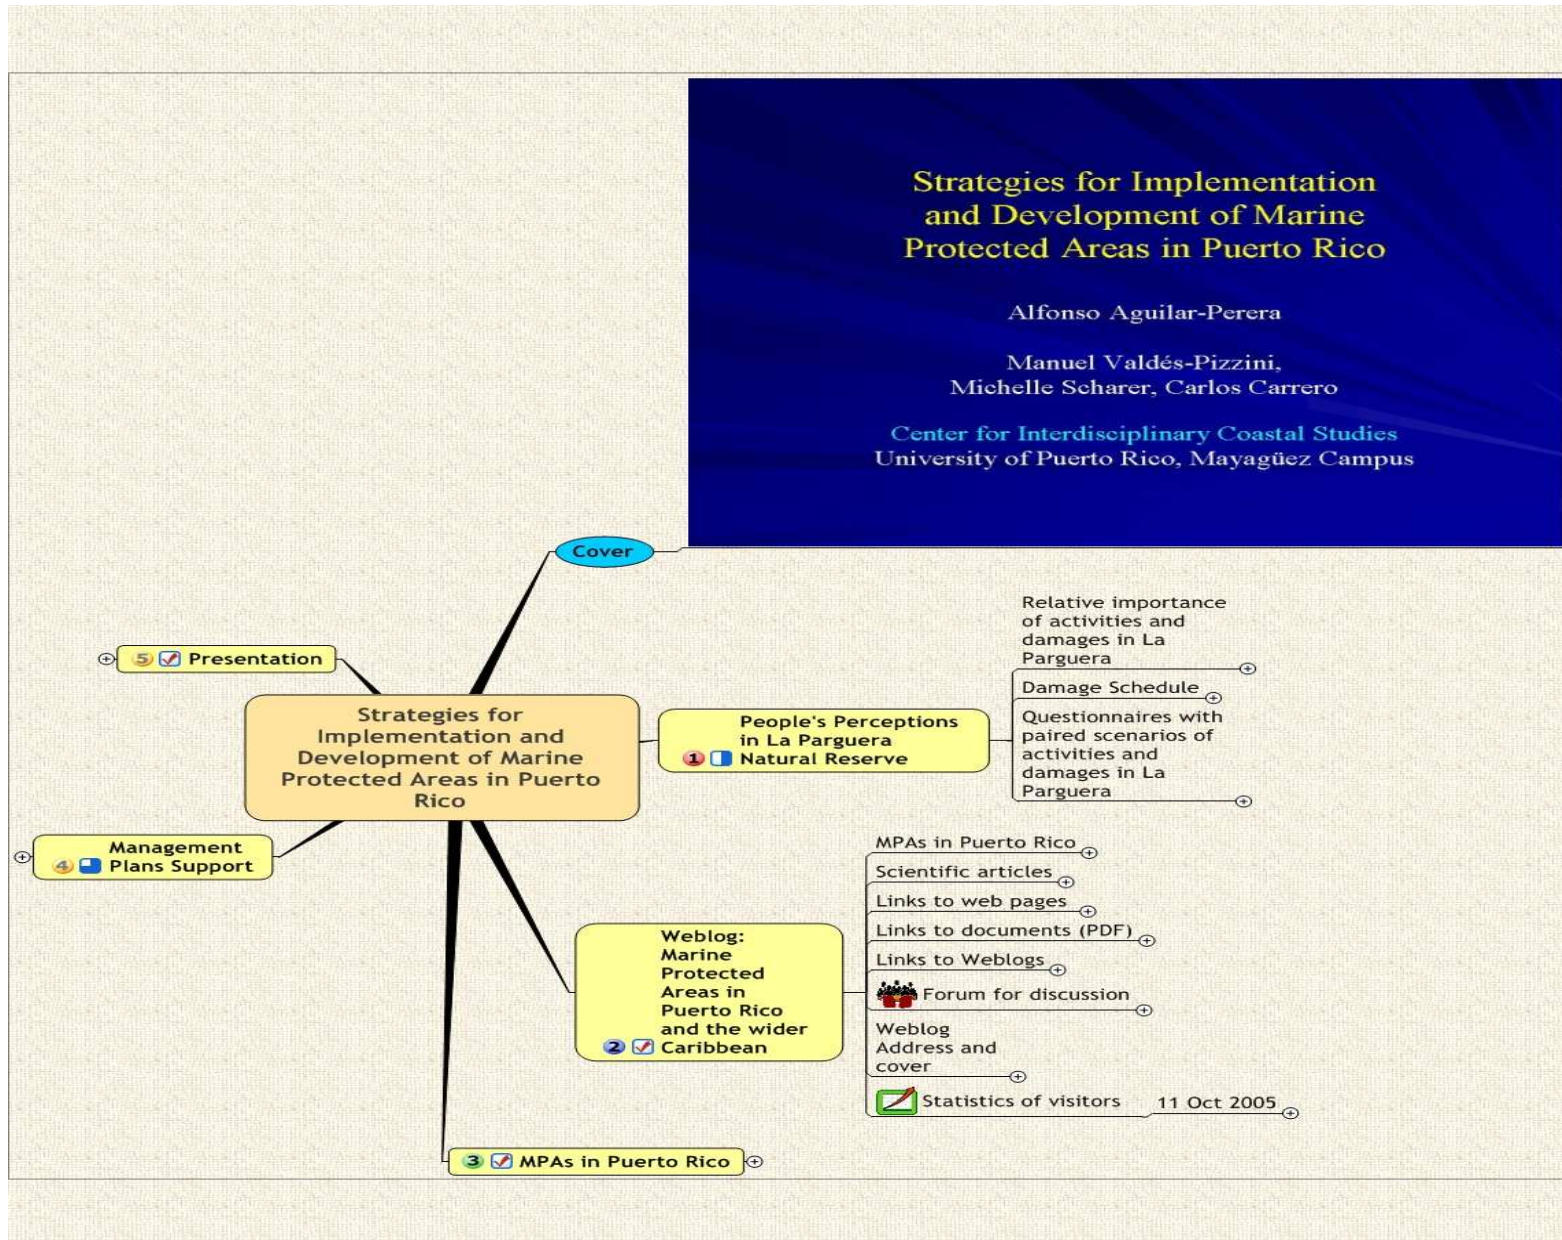 Strategies for Implementation
and Development of Marine
Protected Areas in Puerto Rico
Alfonso Aguilar-Perera
Manuel Valdés-Pizzini,
Michelle Scharer, Carlos Carrero
Center for Interdisciplinary Coastal Studies
University of Puerto Rico, Mayagüez Campus
Cover
5 Presentation
Strategies for
Implementation and
Development of Marine
Protected Areas in Puerto
Rico
People's Perceptions
in La Parguera
1 Natural Reserve
Relative importance
of activities and
damages in La
Parguera
Damage Schedule
Questionnaires with
paired scenarios of
activities and
damages in La
Parguera
Management
4 Plans Support
Weblog:
Marine
Protected
Areas in
Puerto Rico
and the wider
2 Caribbean
MPAs in Puerto Rico
Scientific articles
Links to web pages
Links to documents (PDF)
Links to Weblogs
Forum for discussion
Weblog
Address and
cover
Statistics of visitors 11 Oct 2005
3 MPAs in Puerto Rico